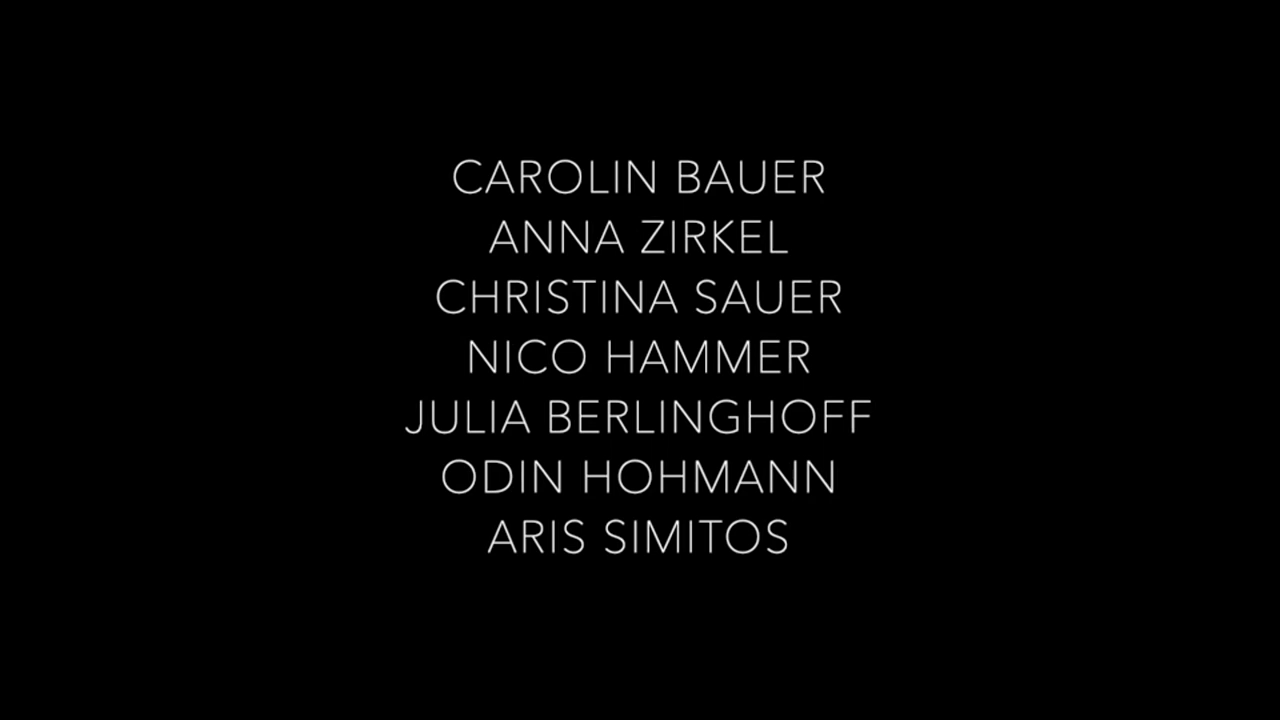 CAROLIN BAUER
ANNA ZIRKEL
CHRISTINA SAUER
NICO HAMMER
JULIA BERLINGHOFF
ODIN HOHMANN
ARIS SIMITOS